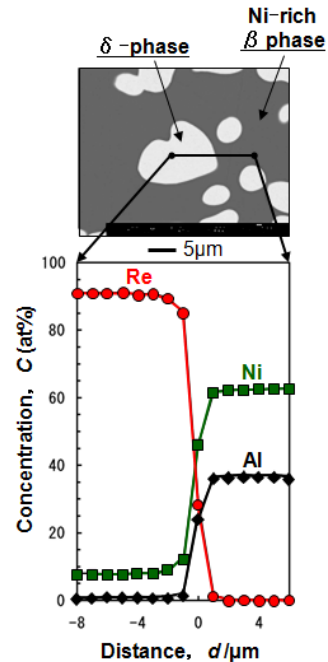 Ni-rich
δ-phase β phase
5μm
100
Re
80
Ni
60
Al
40
20
0
-8 -4 0 4
Concentration, C (at%)
Distance, d/μm